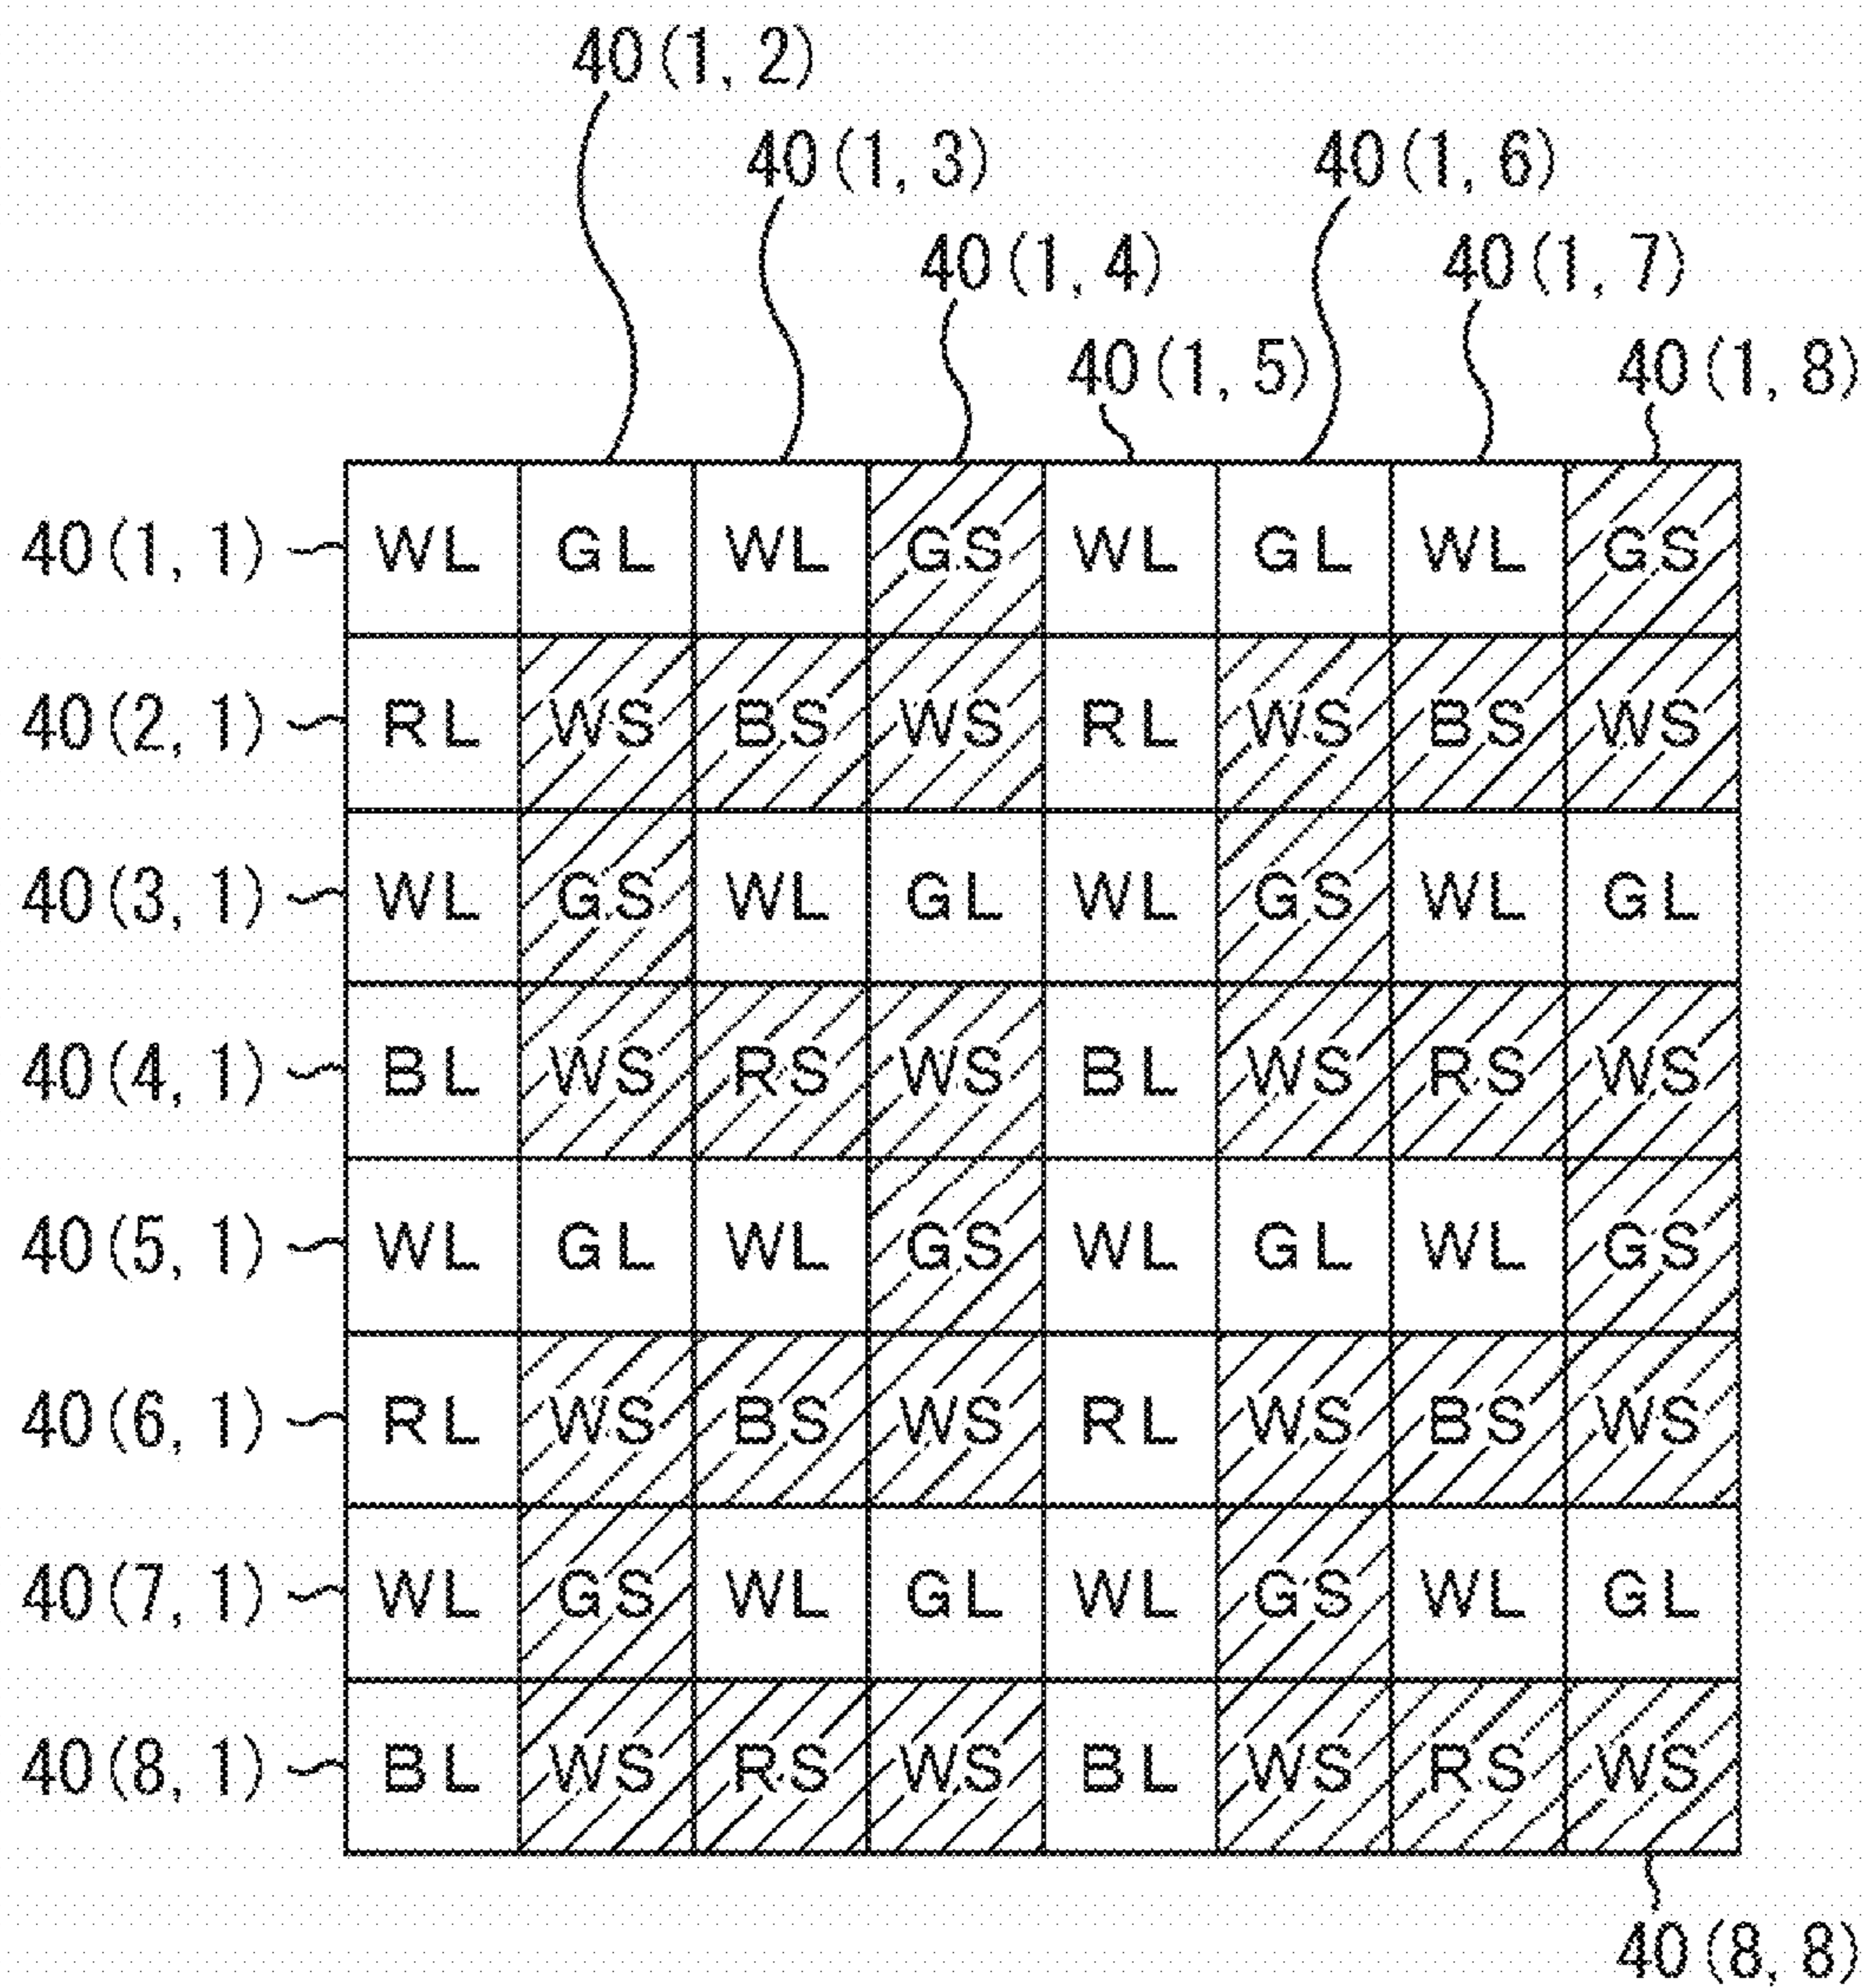 40(1, 2)
40(1, 3) 40(1, 6)
40(1, 4) 40(1, 7)
40(1, 5) 40(1, 8)
40(1, 1) WL GL WL GS WL GL WL GS
40(2, 1) RL WS BS WS RL WS BS WS
40(3, 1) WL GS WL GL WL GS WL GL
40(4, 1) BL WS RS WS BL WS RS WS
40(5, 1) WL GL WL GS WL GL WL GS
40(6, 1) RL WS BS WS RL WS BS WS
40(7, 1) WL GS WL GL WL GS WL GL
40(8, 1) BL WS RS WS BL WS RS WS
40(8, 8)